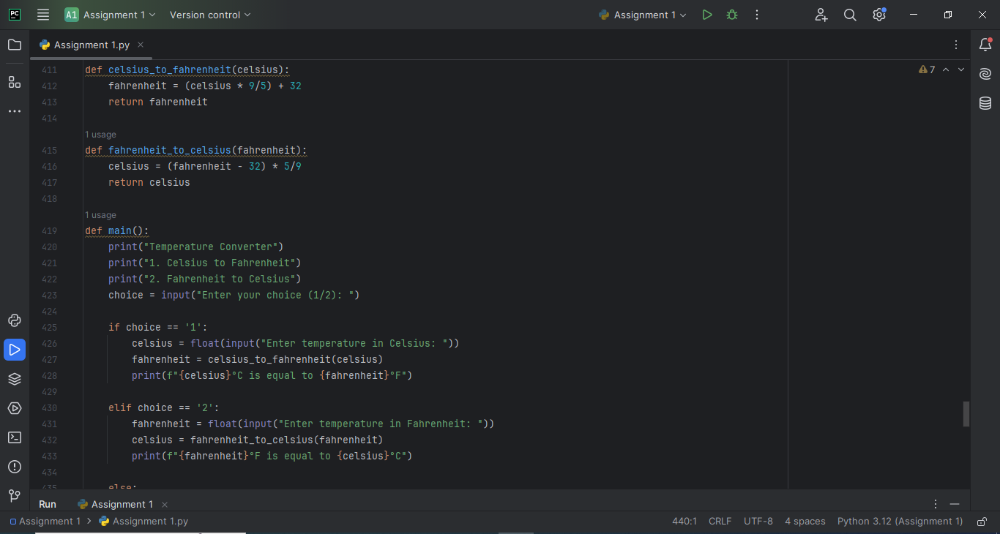 PC A1 Assignment 1 Version control Assignment 1
Assignment 1.py
7
411 def celsius_to_fahrenheit(celsius):
412     fahrenheit = (celsius * 9/5) + 32
413     return fahrenheit
414
1 usage
415 def fahrenheit_to_celsius(fahrenheit):
416     celsius = (fahrenheit - 32) * 5/9
417     return celsius
418
1 usage
419 def main():
420     print("Temperature Converter")
421     print("1. Celsius to Fahrenheit")
422     print("2. Fahrenheit to Celsius")
423     choice = input("Enter your choice (1/2): ")
424
425     if choice == '1':
426         celsius = float(input("Enter temperature in Celsius: "))
427         fahrenheit = celsius_to_fahrenheit(celsius)
428         print(f"{celsius}°C is equal to {fahrenheit}°F")
429
430     elif choice == '2':
431         fahrenheit = float(input("Enter temperature in Fahrenheit: "))
432         celsius = fahrenheit_to_celsius(fahrenheit)
433         print(f"{fahrenheit}°F is equal to {celsius}°C")
434
435     else:
Run Assignment 1
Assignment 1 > Assignment 1.py 440:1 CRLF UTF-8 4 spaces Python 3.12 (Assignment 1)